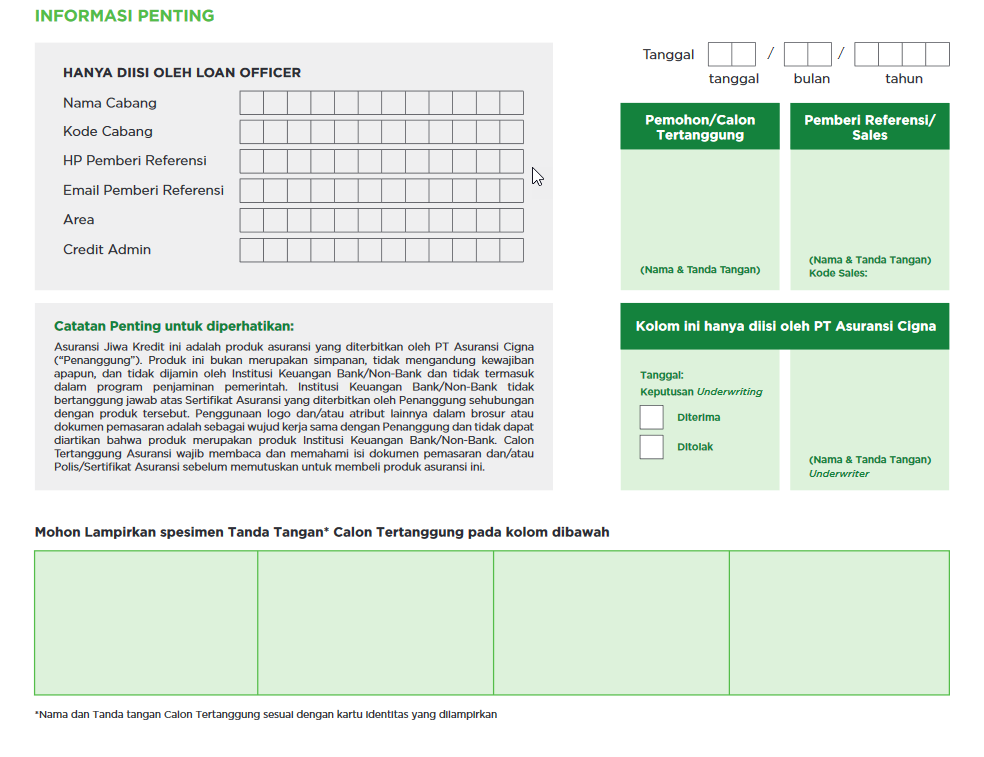 INFORMASI PENTING
HANYA DIISI OLEH LOAN OFFICER
Nama Cabang
Kode Cabang
HP Pemberi Referensi
Email Pemberi Referensi
Area
Credit Admin
Tanggal / /
tanggal bulan tahun
Pemohon/Calon
Tertanggung
(Nama & Tanda Tangan)
Pemberi Referensi/
Sales
(Nama & Tanda Tangan)
Kode Sales:
Catatan Penting untuk diperhatikan:
Asuransi Jiwa Kredit ini adalah produk asuransi yang diterbitkan oleh PT Asuransi Cigna
(“Penanggung”). Produk ini bukan merupakan simpanan, tidak mengandung kewajiban
apapun, dan tidak dijamin oleh Institusi Keuangan Bank/Non-Bank dan tidak termasuk
dalam program penjaminan pemerintah. Institusi Keuangan Bank/Non-Bank tidak
bertanggung jawab atas Sertifikat Asuransi yang diterbitkan oleh Penanggung sehubungan
dengan produk tersebut. Penggunaan logo dan/atau atribut lainnya dalam brosur atau
dokumen pemasaran adalah sebagai wujud kerja sama dengan Penanggung dan tidak dapat
diartikan bahwa produk merupakan produk Institusi Keuangan Bank/Non-Bank. Calon
Tertanggung Asuransi wajib membaca dan memahami isi dokumen pemasaran dan/atau
Polis/Sertifikat Asuransi sebelum memutuskan untuk membeli produk asuransi ini.
Kolom ini hanya diisi oleh PT Asuransi Cigna
Tanggal:
Keputusan Underwriting
Diterima
Ditolak
(Nama & Tanda Tangan)
Underwriter
Mohon Lampirkan spesimen Tanda Tangan* Calon Tertanggung pada kolom dibawah
*Nama dan Tanda tangan Calon Tertanggung sesuai dengan kartu identitas yang dilampirkan